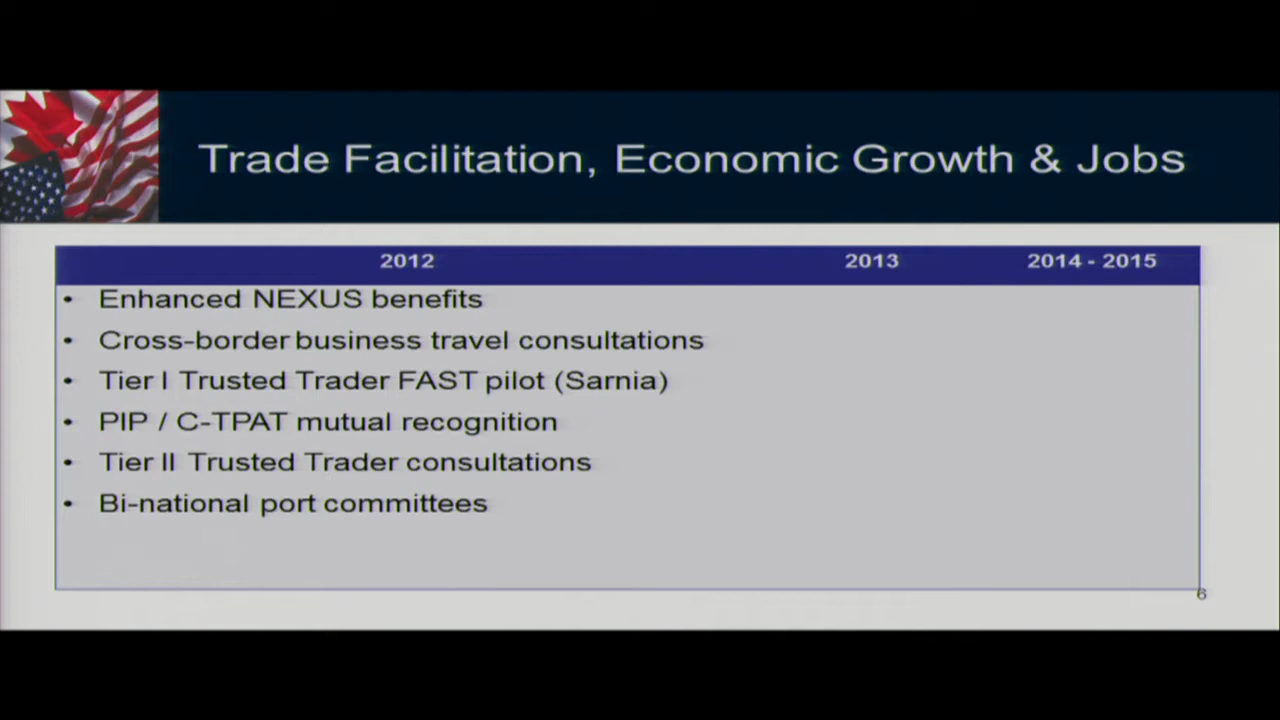 Trade Facilitation, Economic Growth & Jobs
2012 2013 2014 - 2015
• Enhanced NEXUS benefits
• Cross-border business travel consultations
• Tier I Trusted Trader FAST pilot (Sarnia)
• PIP / C-TPAT mutual recognition
• Tier II Trusted Trader consultations
• Bi-national port committees
6